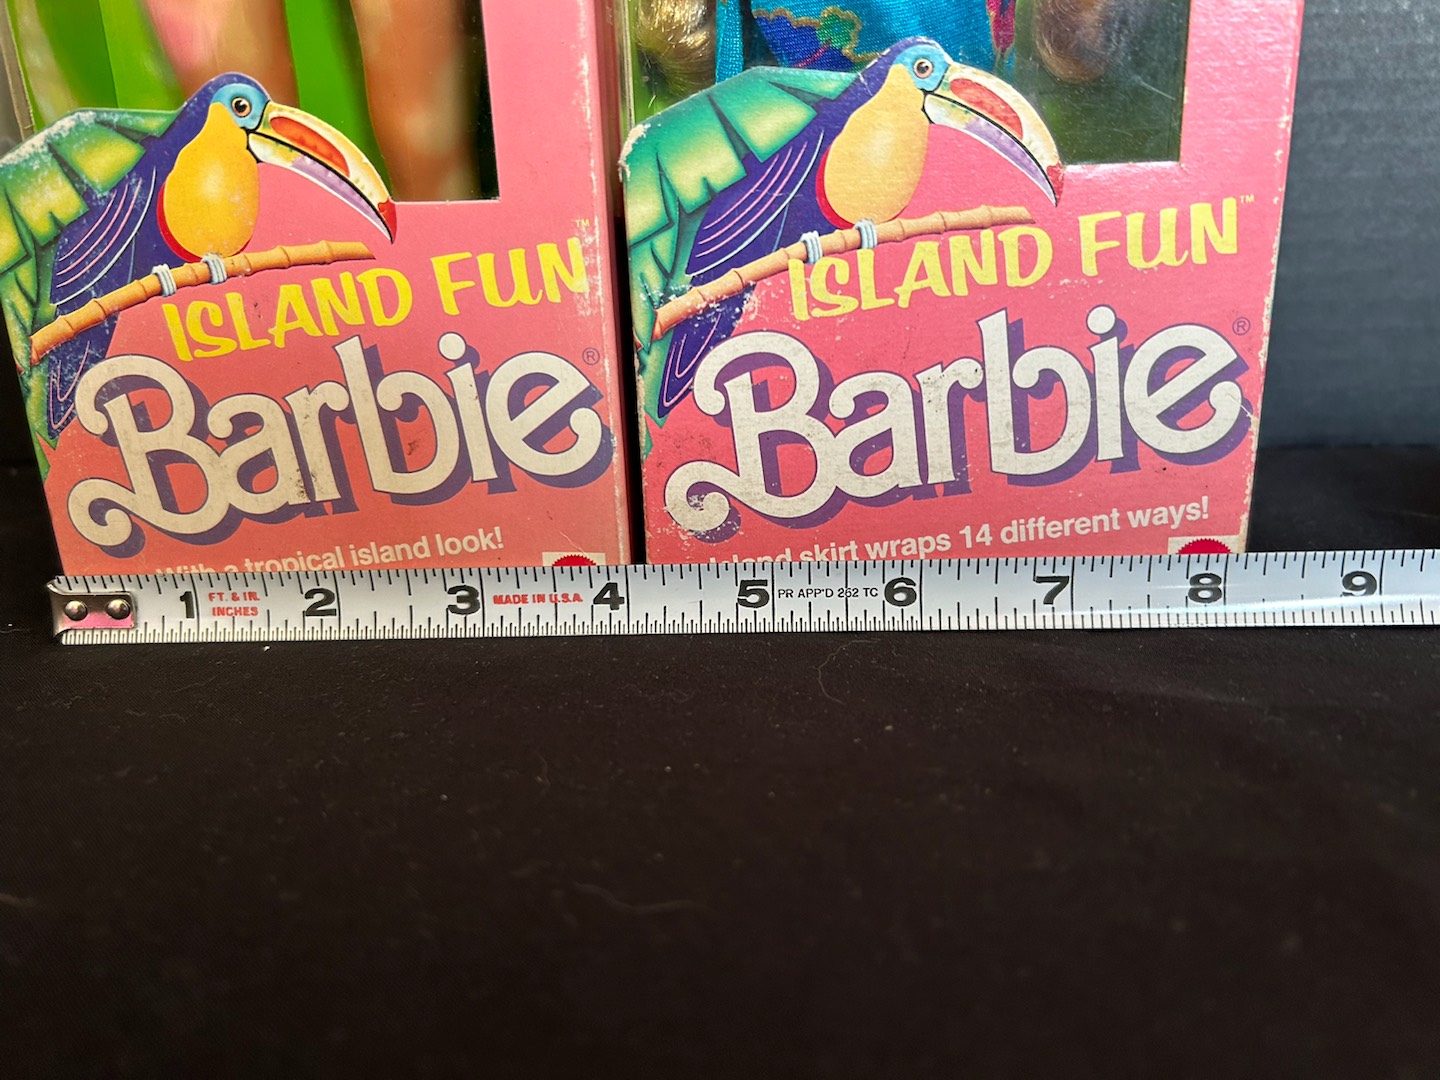 ISLAND FUN™
Barbie®
With a tropical island look!
ISLAND FUN™
Barbie®
Island skirt wraps 14 different ways!
1 FT. & IN. INCHES 2 3 MADE IN U.S.A. 4 5 PR APP'D 262 TC 6 7 8 9